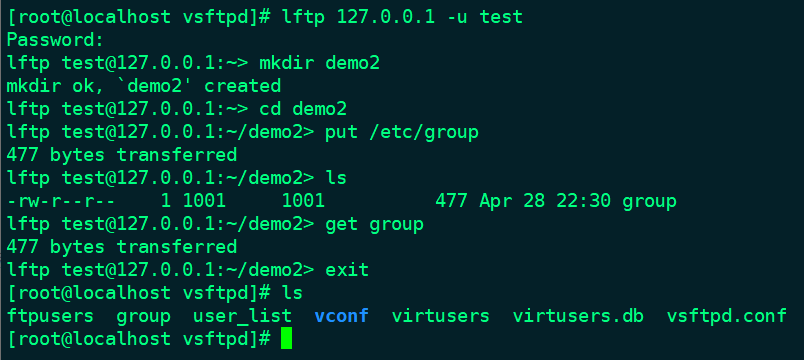 [root@localhost vsftpd]# lftp 127.0.0.1 -u test
Password:
lftp test@127.0.0.1:~> mkdir demo2
mkdir ok, `demo2' created
lftp test@127.0.0.1:~> cd demo2
lftp test@127.0.0.1:~/demo2> put /etc/group
477 bytes transferred
lftp test@127.0.0.1:~/demo2> ls
-rw-r--r--    1 1001     1001          477 Apr 28 22:30 group
lftp test@127.0.0.1:~/demo2> get group
477 bytes transferred
lftp test@127.0.0.1:~/demo2> exit
[root@localhost vsftpd]# ls
ftpusers  group  user_list  vconf  virtusers  virtusers.db  vsftpd.conf
[root@localhost vsftpd]#